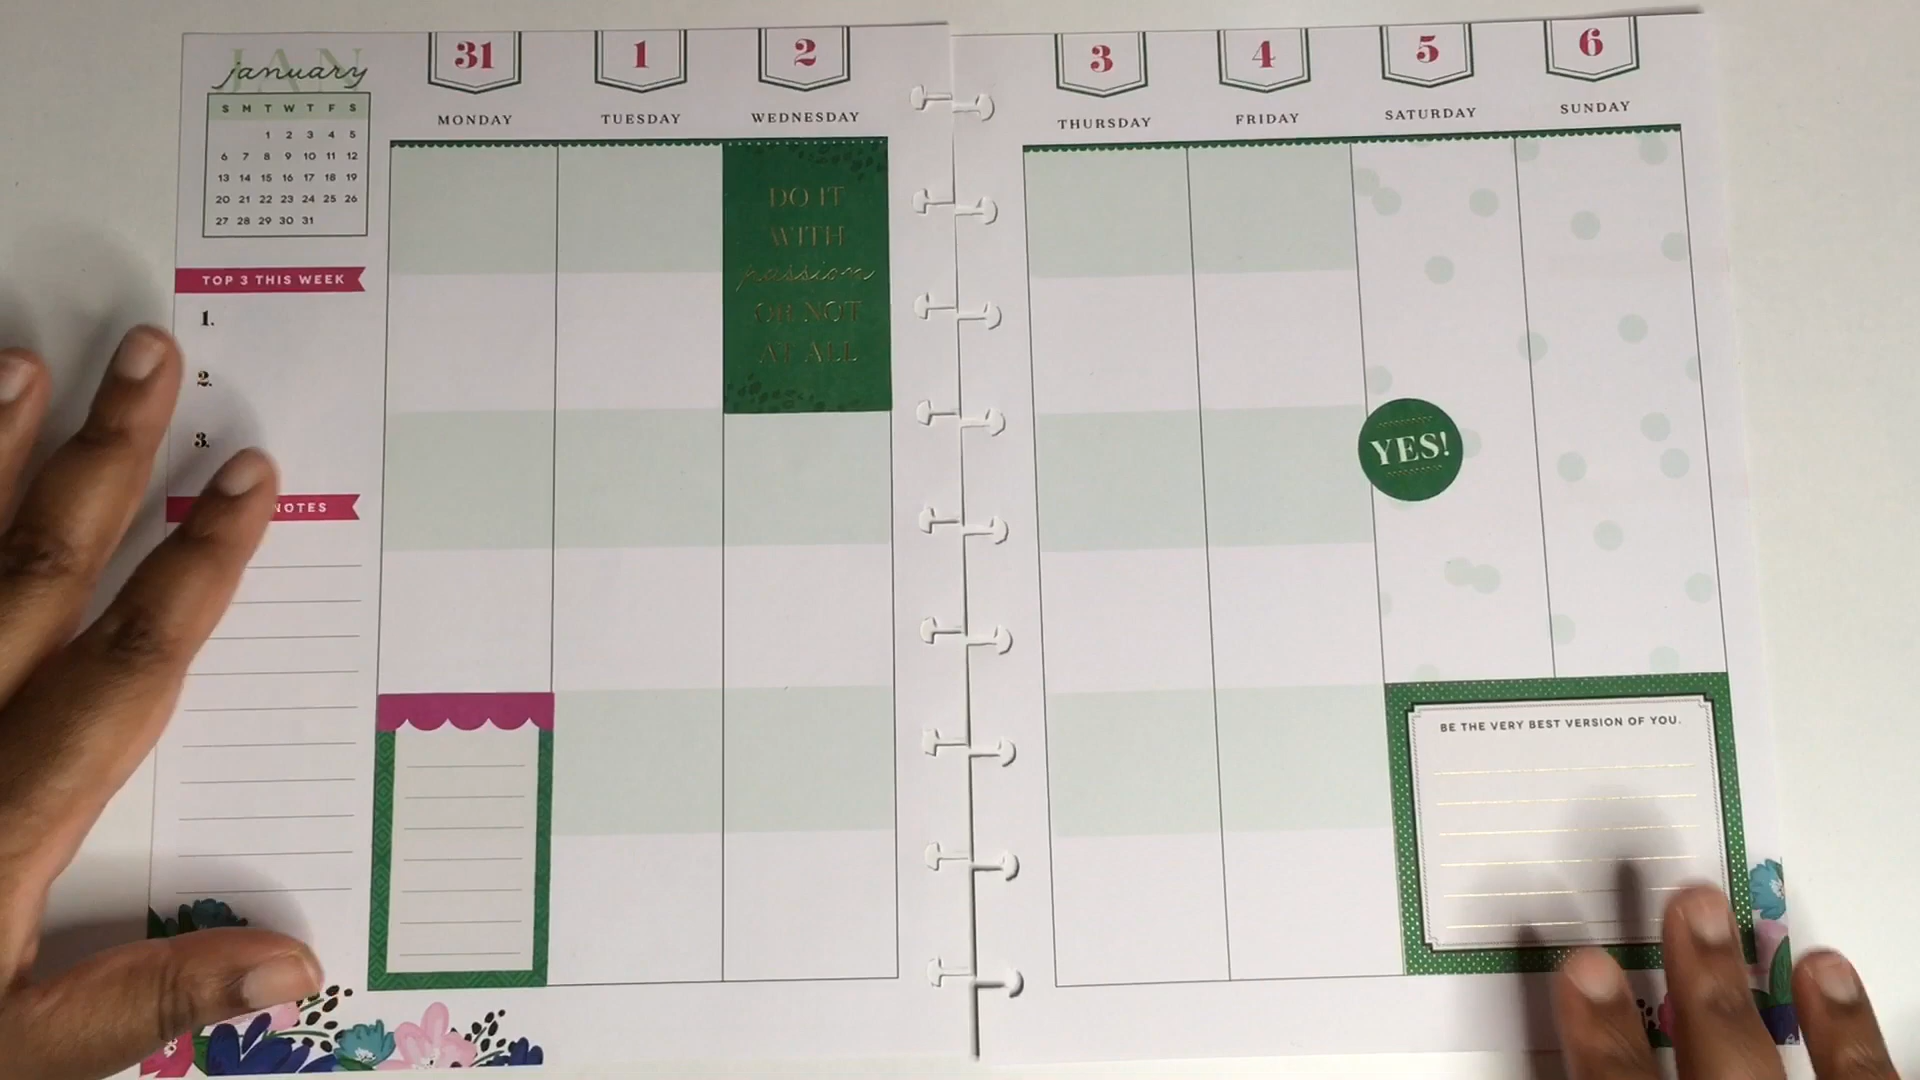 JAN
january
S M T W T F S
1 2 3 4 5
6 7 8 9 10 11 12
13 14 15 16 17 18 19
20 21 22 23 24 25 26
27 28 29 30 31
TOP 3 THIS WEEK
1.
2.
3.
NOTES
31
MONDAY
1
TUESDAY
2
WEDNESDAY
DO IT
WITH
passion
OR NOT
AT ALL
3
THURSDAY
4
FRIDAY
5
SATURDAY
6
SUNDAY
YES!
BE THE VERY BEST VERSION OF YOU.